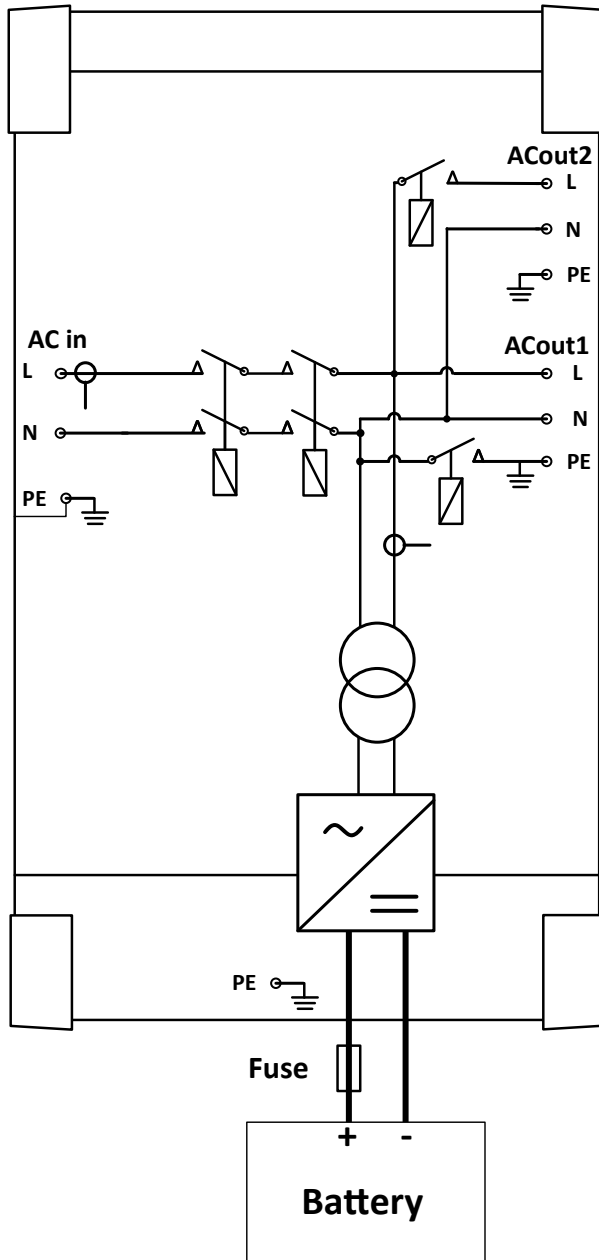 ACout2
L
N
PE
AC in
ACout1
L
L
N
N
PE
PE
PE
Fuse
+ -
Battery